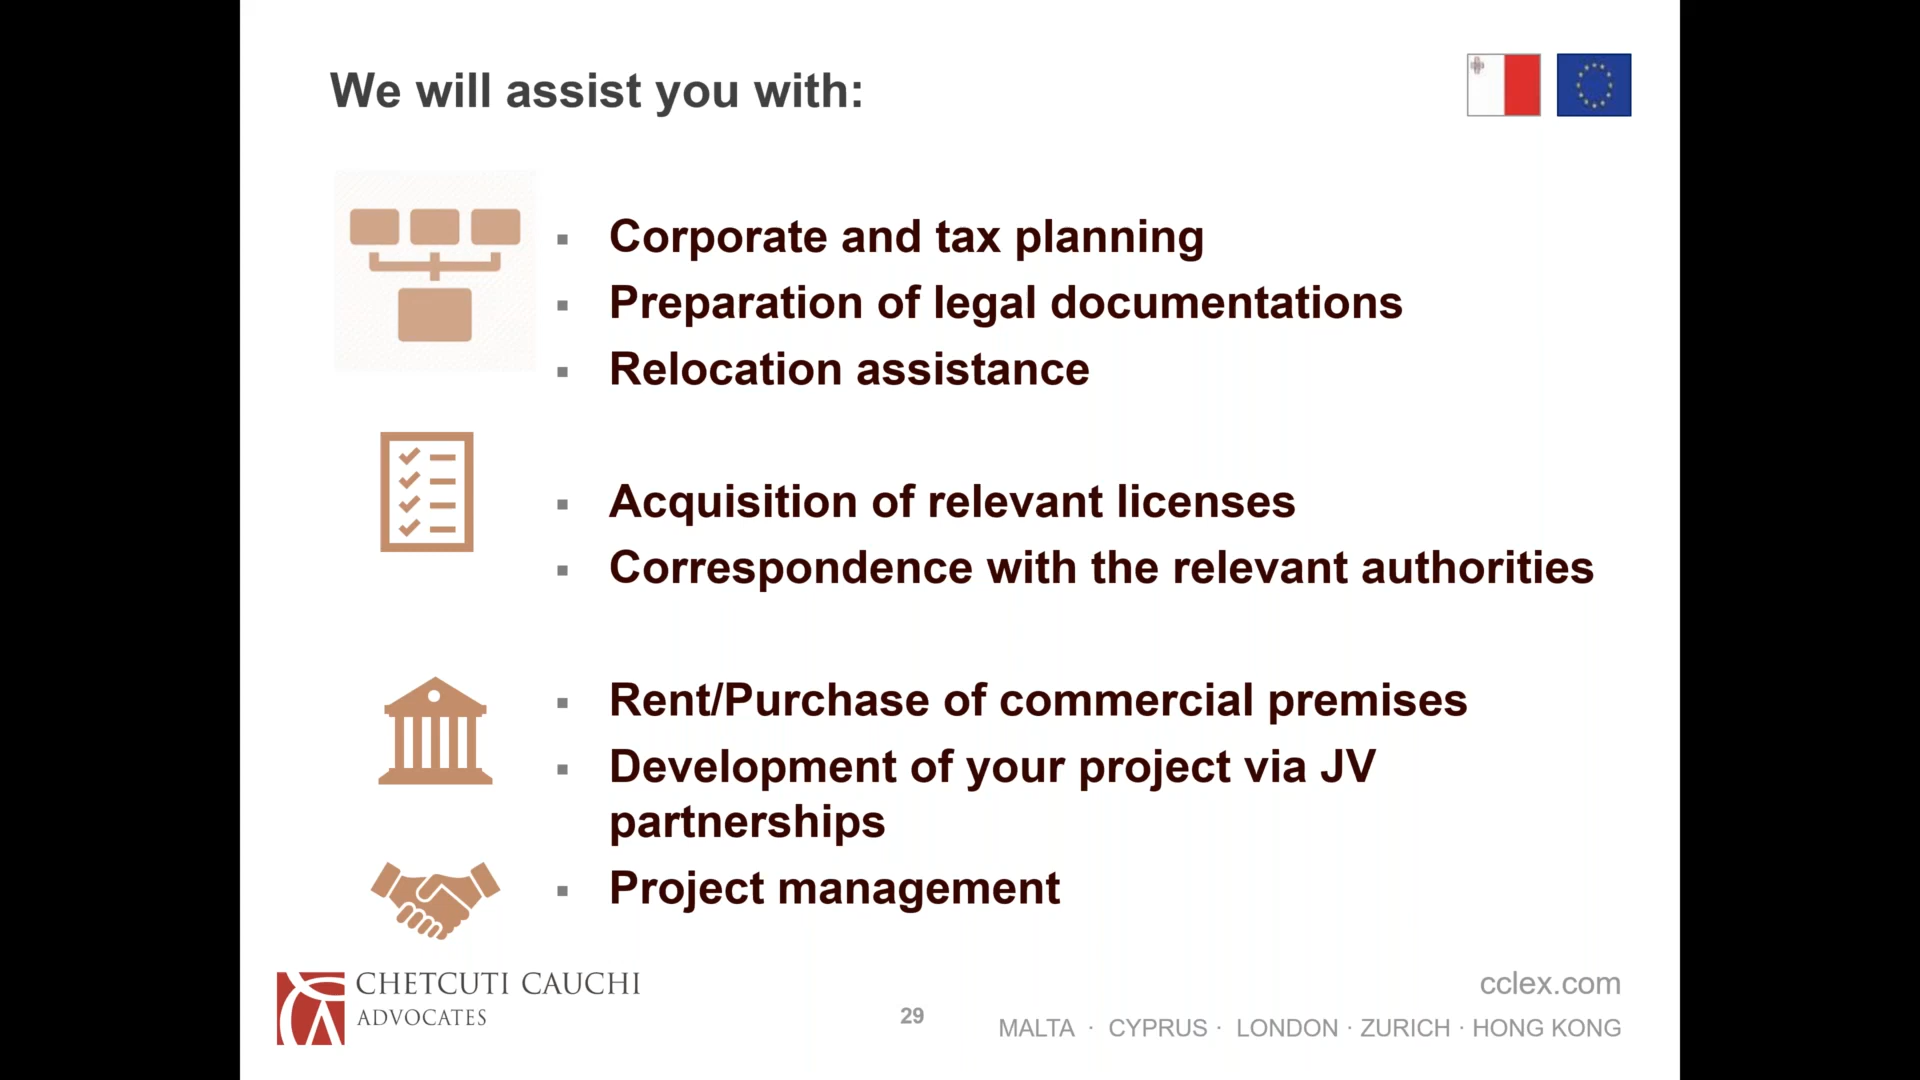 We will assist you with:
▪ Corporate and tax planning
▪ Preparation of legal documentations
▪ Relocation assistance
▪ Acquisition of relevant licenses
▪ Correspondence with the relevant authorities
▪ Rent/Purchase of commercial premises
▪ Development of your project via JV
partnerships
▪ Project management
CHETCUTI CAUCHI
ADVOCATES
29
cclex.com
MALTA · CYPRUS · LONDON · ZURICH · HONG KONG